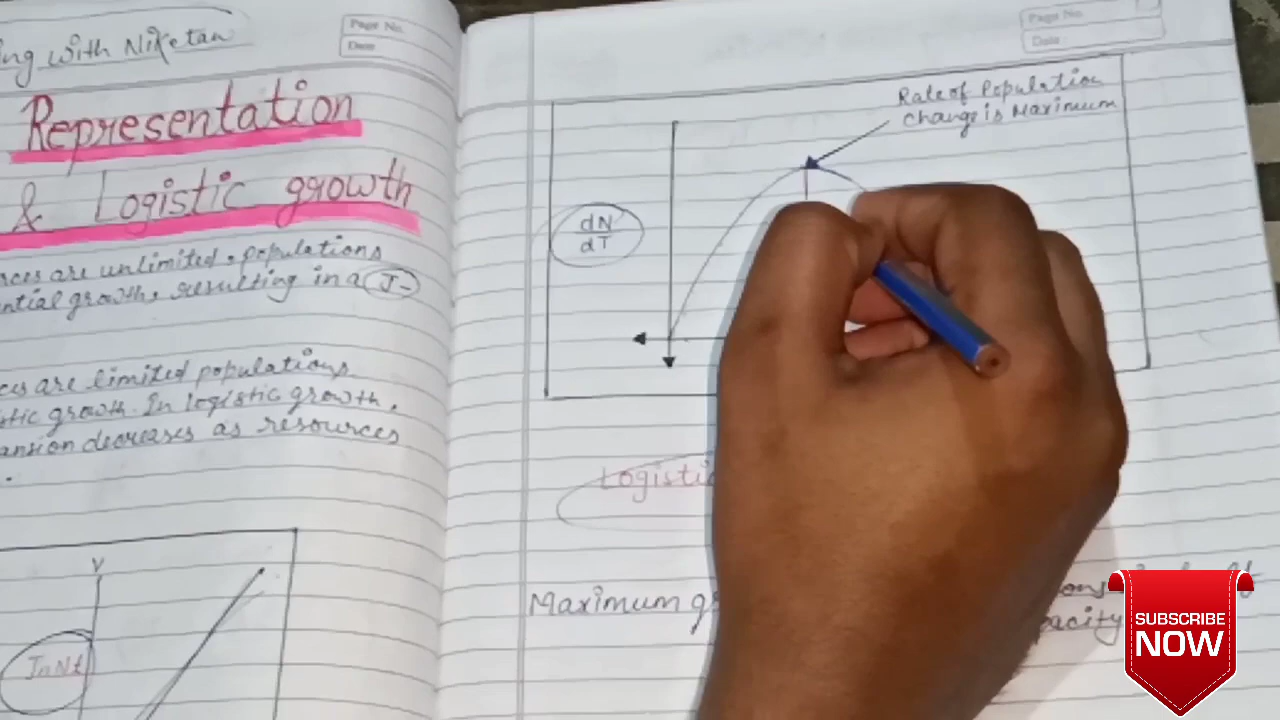 ing with Niketan
Page No.
Date
Representation
& Logistic growth
rces are unlimited, populations
ential growth, resulting in a J-
ces are limited populations
stic growth. In logistic growth,
ansion decreases as resources
Y
InNt
Page No.
Date:
Rate of Population
Change is Maximum
dN
dT
Logisti
Maximum g
pacity
SUBSCRIBE
NOW